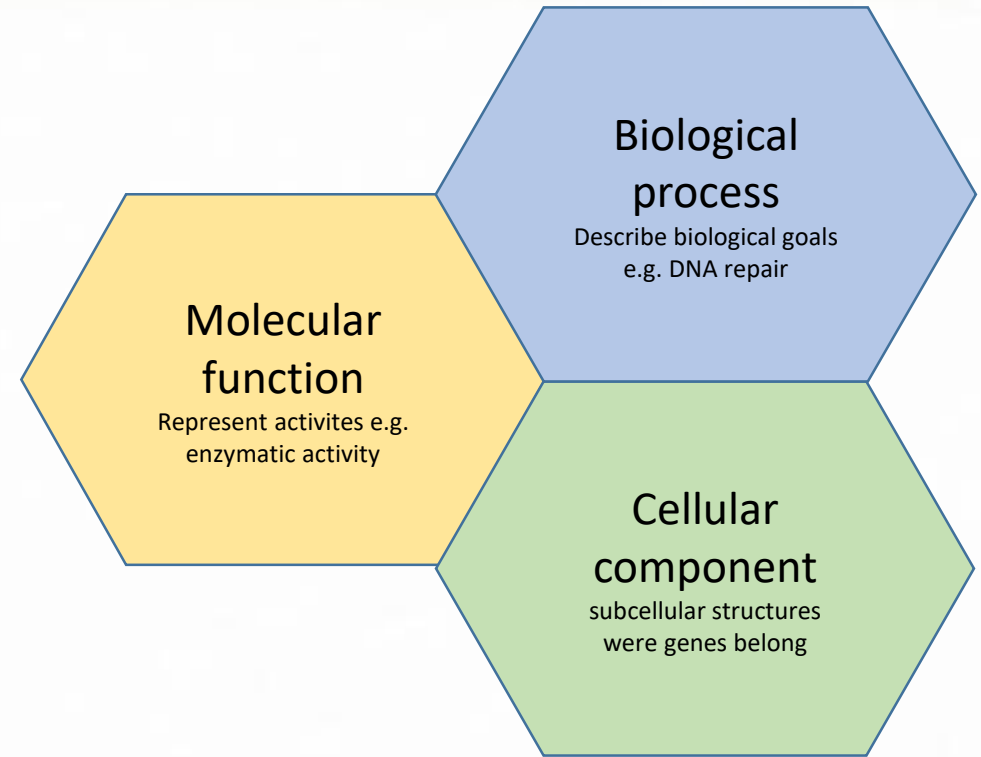 Biological
process
Describe biological goals
e.g. DNA repair
Molecular
function
Represent activites e.g.
enzymatic activity
Cellular
component
subcellular structures
were genes belong